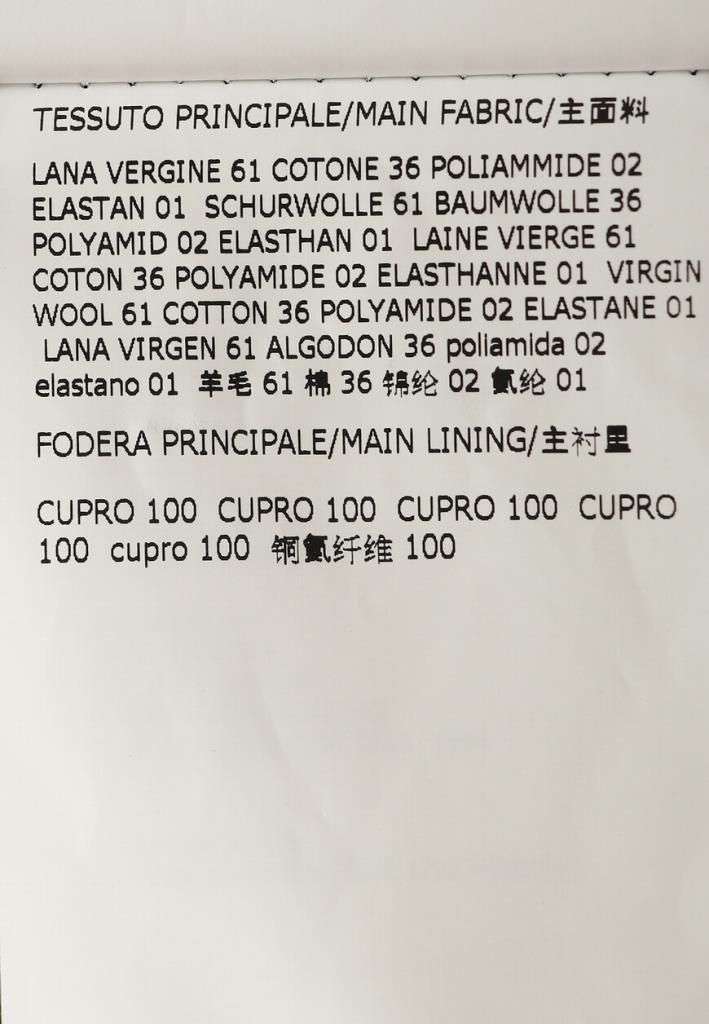 TESSUTO PRINCIPALE/MAIN FABRIC/主面料
LANA VERGINE 61 COTONE 36 POLIAMMIDE 02
ELASTAN 01 SCHURWOLLE 61 BAUMWOLLE 36
POLYAMID 02 ELASTHAN 01 LAINE VIERGE 61
COTON 36 POLYAMIDE 02 ELASTHANNE 01 VIRGIN
WOOL 61 COTTON 36 POLYAMIDE 02 ELASTANE 01
LANA VIRGEN 61 ALGODON 36 poliamida 02
elastano 01 羊毛 61 棉 36 锦纶 02 氨纶 01
FODERA PRINCIPALE/MAIN LINING/主衬里
CUPRO 100 CUPRO 100 CUPRO 100 CUPRO
100 cupro 100 铜氨纤维 100